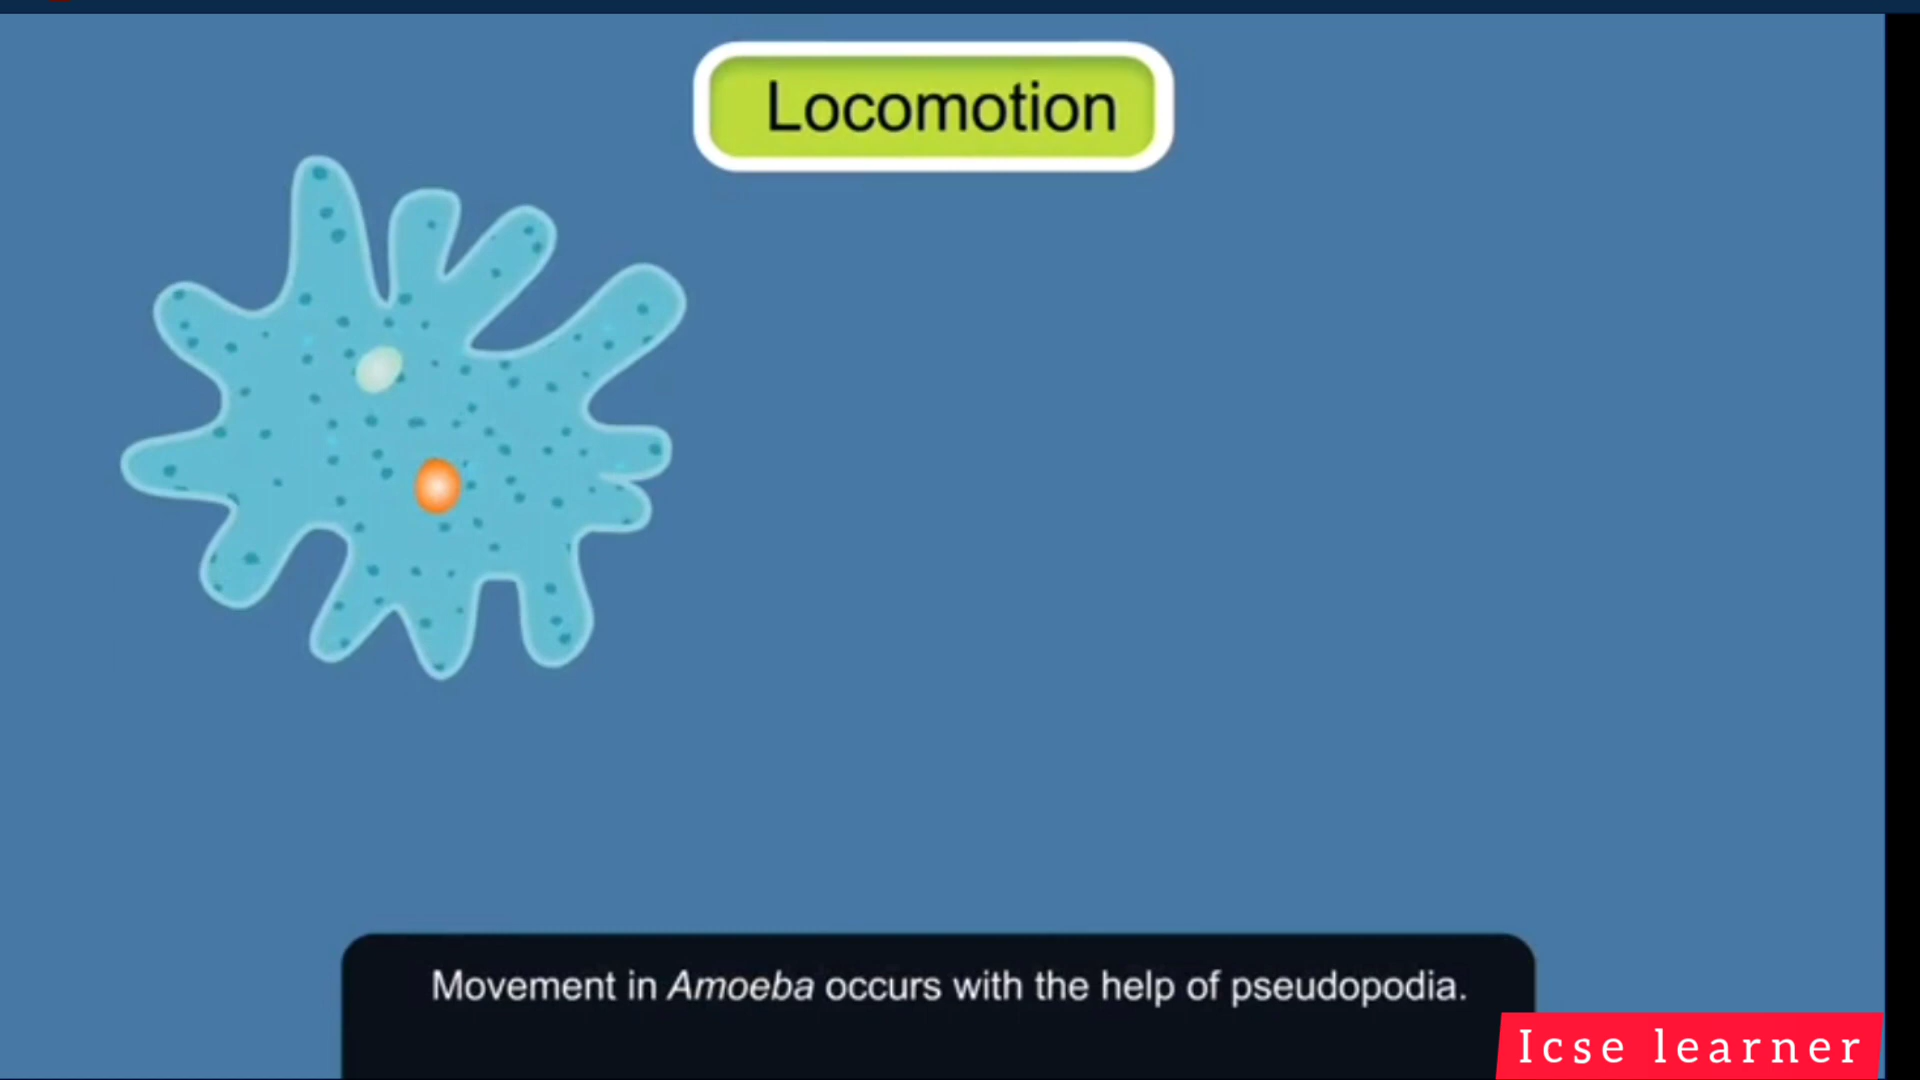 Locomotion
Movement in Amoeba occurs with the help of pseudopodia.
Icse learner